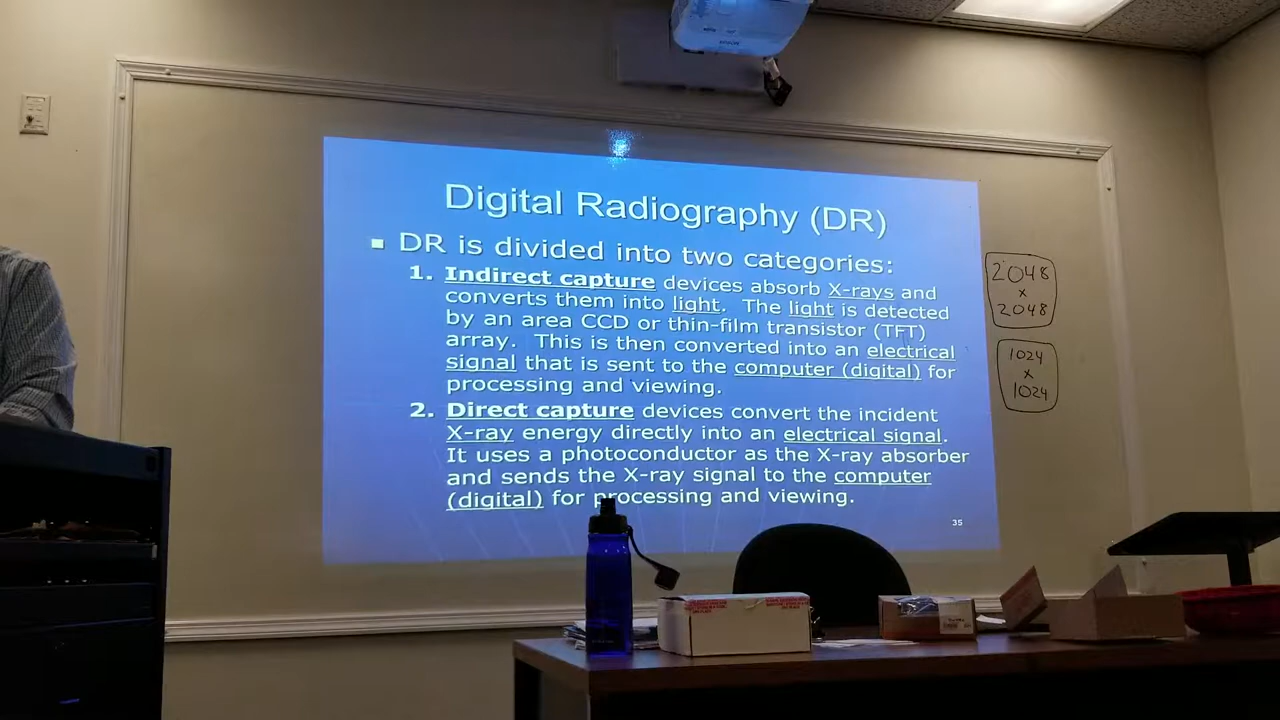 Digital Radiography (DR)
DR is divided into two categories:
1. Indirect capture devices absorb X-rays and
converts them into light. The light is detected
by an area CCD or thin-film transistor (TFT)
array. This is then converted into an electrical
signal that is sent to the computer (digital) for
processing and viewing.
2. Direct capture devices convert the incident
X-ray energy directly into an electrical signal.
It uses a photoconductor as the X-ray absorber
and sends the X-ray signal to the computer
(digital) for processing and viewing.
35
2048
x
2048
1024
x
1024